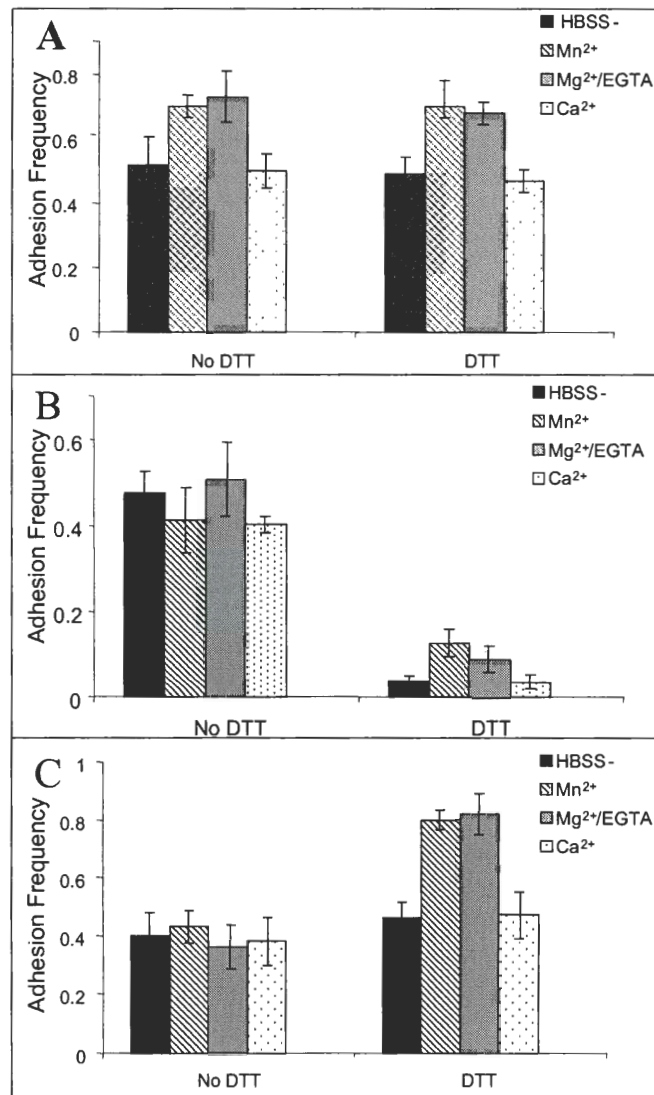 A
HBSS-
Mn²⁺
Mg²⁺/EGTA
Ca²⁺
Adhesion Frequency
0.8
0.6
0.4
0.2
0
No DTT
DTT
B
HBSS-
Mn²⁺
Mg²⁺/EGTA
Ca²⁺
Adhesion Frequency
0.6
0.4
0.2
0
No DTT
DTT
C
HBSS-
Mn²⁺
Mg²⁺/EGTA
Ca²⁺
Adhesion Frequency
1
0.8
0.6
0.4
0.2
0
No DTT
DTT